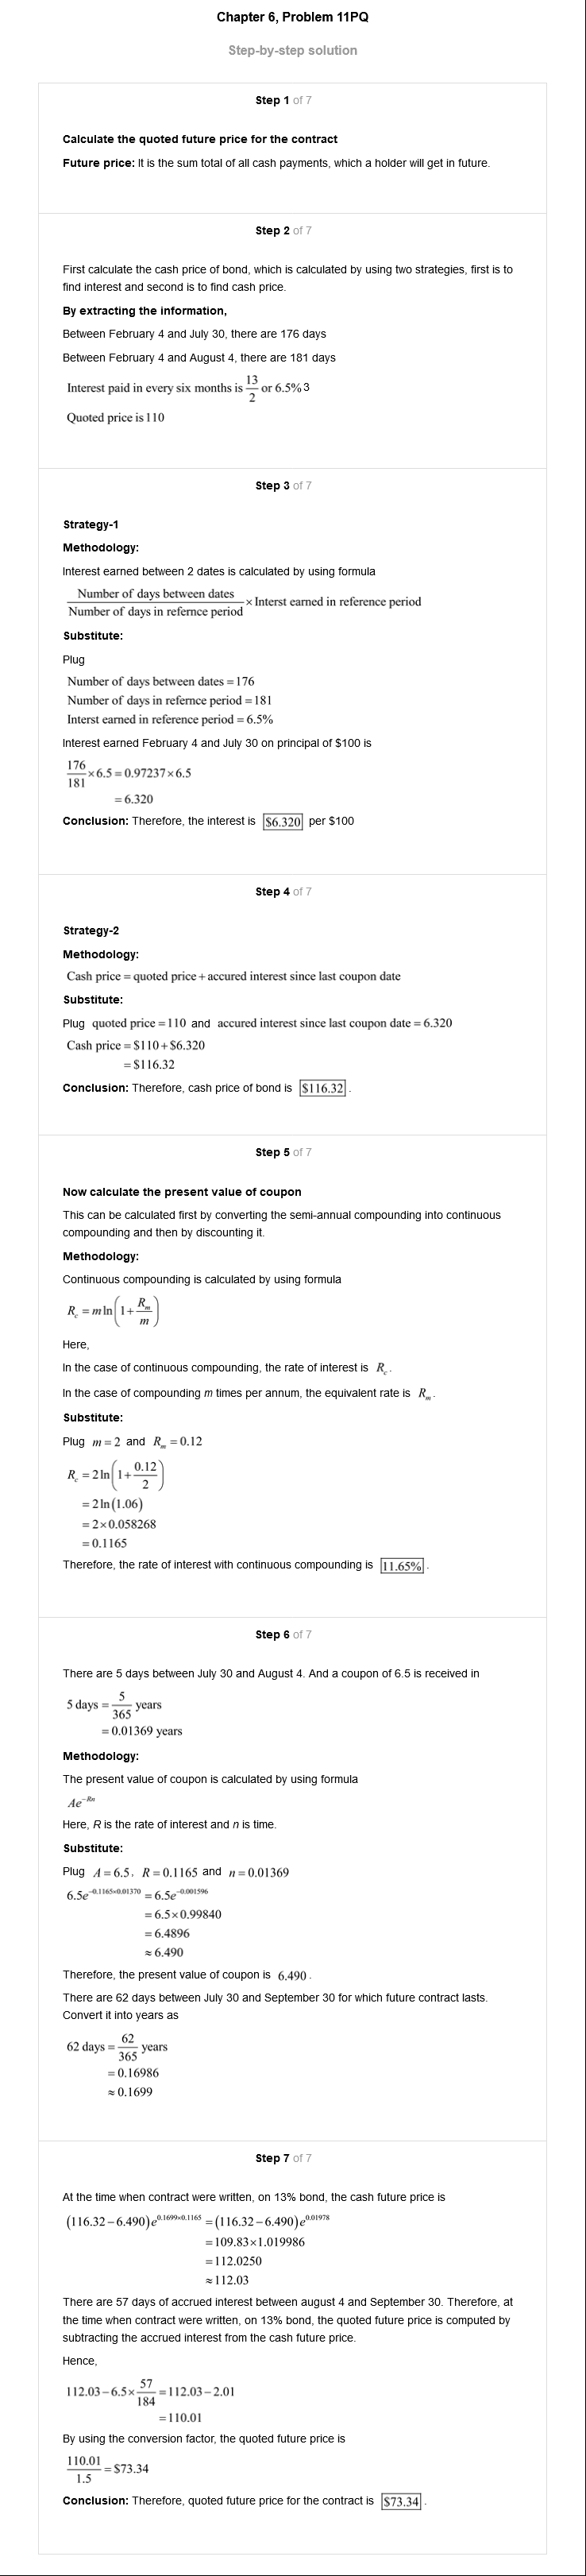 Chapter 6, Problem 11PQ
Step-by-step solution
Step 1 of 7
Calculate the quoted future price for the contract
Future price: It is the sum total of all cash payments, which a holder will get in future.
Step 2 of 7
First calculate the cash price of bond, which is calculated by using two strategies, first is to
find interest and second is to find cash price.
By extracting the information,
Between February 4 and July 30, there are 176 days
Between February 4 and August 4, there are 181 days
Interest paid in every six months is 13/2 or 6.5% 3
Quoted price is 110
Step 3 of 7
Strategy-1
Methodology:
Interest earned between 2 dates is calculated by using formula
Number of days between dates / Number of days in refernce period × Interst earned in reference period
Substitute:
Plug
Number of days between dates = 176
Number of days in refernce period = 181
Interst earned in reference period = 6.5%
Interest earned February 4 and July 30 on principal of $100 is
176/181 × 6.5 = 0.97237 × 6.5
= 6.320
Conclusion: Therefore, the interest is $6.320 per $100
Step 4 of 7
Strategy-2
Methodology:
Cash price = quoted price + accured interest since last coupon date
Substitute:
Plug quoted price = 110 and accured interest since last coupon date = 6.320
Cash price = $110 + $6.320
= $116.32
Conclusion: Therefore, cash price of bond is $116.32 .
Step 5 of 7
Now calculate the present value of coupon
This can be calculated first by converting the semi-annual compounding into continuous
compounding and then by discounting it.
Methodology:
Continuous compounding is calculated by using formula
R_c = m ln(1 + R_m/m)
Here,
In the case of continuous compounding, the rate of interest is R_c .
In the case of compounding m times per annum, the equivalent rate is R_m .
Substitute:
Plug m = 2 and R_m = 0.12
R_c = 2 ln(1 + 0.12/2)
= 2 ln(1.06)
= 2 × 0.058268
= 0.1165
Therefore, the rate of interest with continuous compounding is 11.65% .
Step 6 of 7
There are 5 days between July 30 and August 4. And a coupon of 6.5 is received in
5 days = 5/365 years
= 0.01369 years
Methodology:
The present value of coupon is calculated by using formula
Ae^−Rn
Here, R is the rate of interest and n is time.
Substitute:
Plug A = 6.5 , R = 0.1165 and n = 0.01369
6.5e^−0.1165×0.01370 = 6.5e^−0.001596
= 6.5 × 0.99840
= 6.4896
≈ 6.490
Therefore, the present value of coupon is 6.490 .
There are 62 days between July 30 and September 30 for which future contract lasts.
Convert it into years as
62 days = 62/365 years
= 0.16986
≈ 0.1699
Step 7 of 7
At the time when contract were written, on 13% bond, the cash future price is
(116.32 − 6.490)e^0.1699×0.1165 = (116.32 − 6.490)e^0.01978
= 109.83 × 1.019986
= 112.0250
≈ 112.03
There are 57 days of accrued interest between august 4 and September 30. Therefore, at
the time when contract were written, on 13% bond, the quoted future price is computed by
subtracting the accrued interest from the cash future price.
Hence,
112.03 − 6.5 × 57/184 = 112.03 − 2.01
= 110.01
By using the conversion factor, the quoted future price is
110.01/1.5 = $73.34
Conclusion: Therefore, quoted future price for the contract is $73.34 .